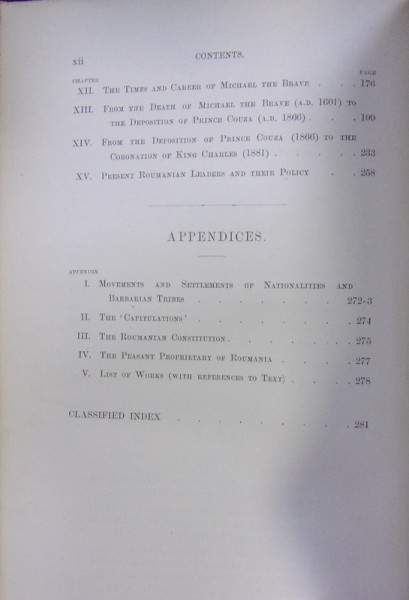 xii
CONTENTS.
CHAPTER
PAGE
XII. THE TIMES AND CAREER OF MICHAEL THE BRAVE . . . 176
XIII. FROM THE DEATH OF MICHAEL THE BRAVE (A.D. 1601) TO
THE DEPOSITION OF PRINCE COUZA (A.D. 1866) . . . 199
XIV. FROM THE DEPOSITION OF PRINCE COUZA (1866) TO THE
CORONATION OF KING CHARLES (1881) . . . . . 233
XV. PRESENT ROUMANIAN LEADERS AND THEIR POLICY . . 258
APPENDICES.
APPENDIX
I. MOVEMENTS AND SETTLEMENTS OF NATIONALITIES AND
BARBARIAN TRIBES . . . . . . 272-3
II. THE 'CAPITULATIONS' . . . . . . . . 274
III. THE ROUMANIAN CONSTITUTION . . . . . . . 275
IV. THE PEASANT PROPRIETARY OF ROUMANIA . . . . 277
V. LIST OF WORKS (WITH REFERENCES TO TEXT) . . . . 278
CLASSIFIED INDEX . . . . . . . . . 281